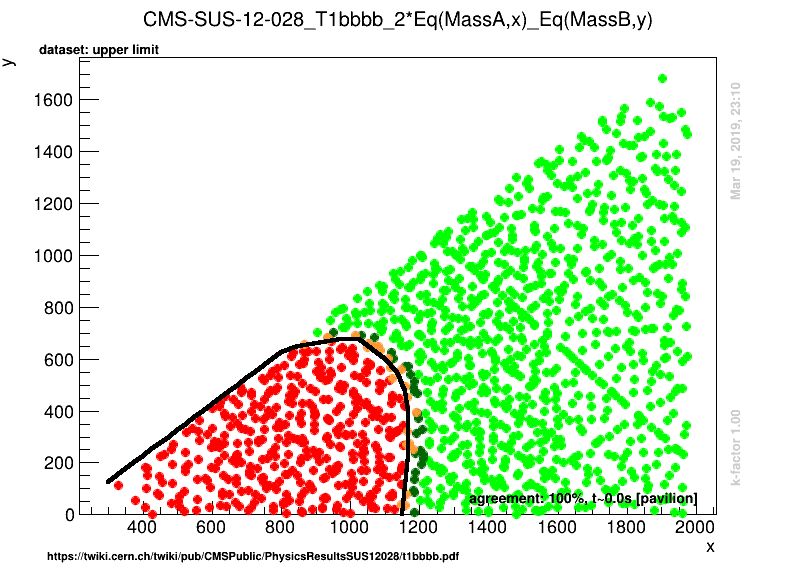 CMS-SUS-12-028_T1bbbb_2*Eq(MassA,x)_Eq(MassB,y)
dataset: upper limit
y
1600
1400
1200
1000
800
600
400
200
0
400
600
800
1000
1200
1400
1600
1800
2000
x
agreement: 100%, t~0.0s [pavilion]
Mar 19, 2019, 23:10
k-factor 1.00
https://twiki.cern.ch/twiki/pub/CMSPublic/PhysicsResultsSUS12028/t1bbbb.pdf